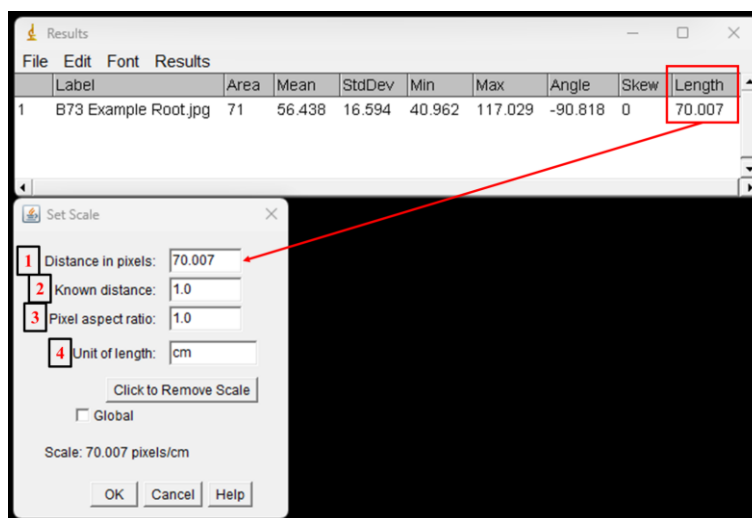 Results
File Edit Font Results
Label Area Mean StdDev Min Max Angle Skew Length
1 B73 Example Root.jpg 71 56.438 16.594 40.962 117.029 -90.818 0 70.007
Set Scale
1 Distance in pixels: 70.007
2 Known distance: 1.0
3 Pixel aspect ratio: 1.0
4 Unit of length: cm
Click to Remove Scale
Global
Scale: 70.007 pixels/cm
OK Cancel Help